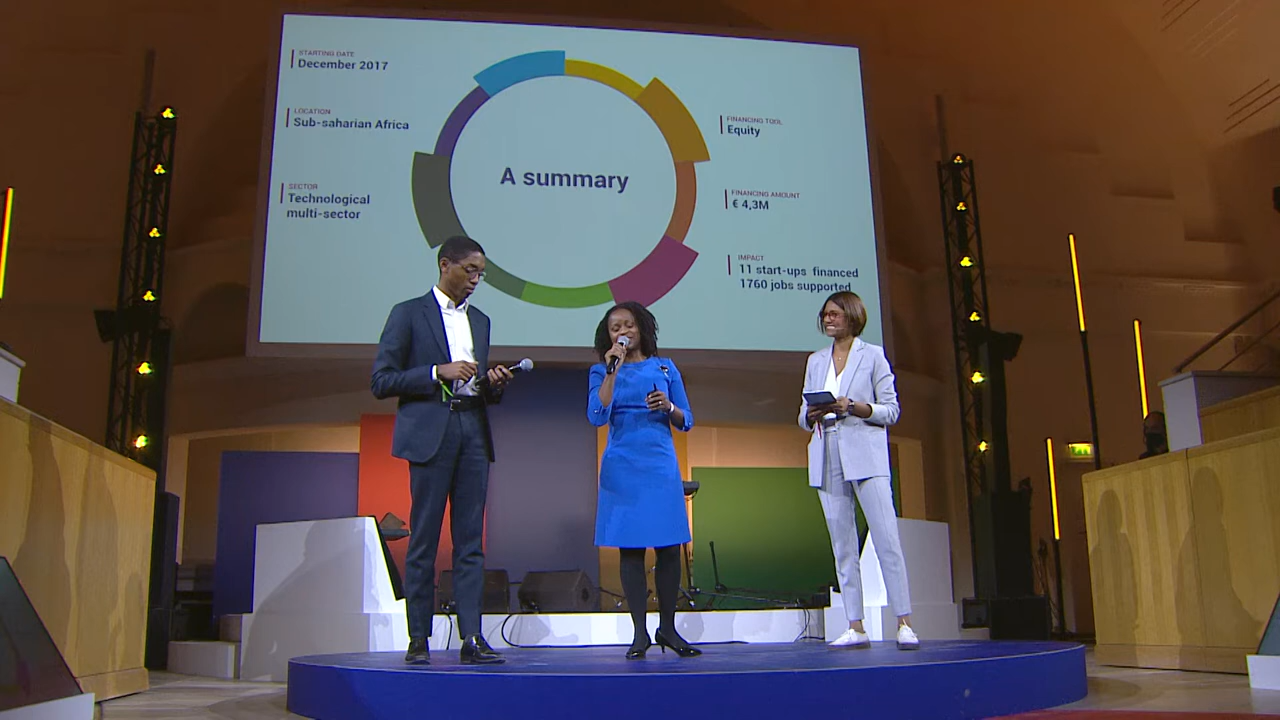 STARTING DATE
December 2017
LOCATION
Sub-saharian Africa
SECTOR
Technological
multi-sector
A summary
FINANCING TOOL
Equity
FINANCING AMOUNT
€ 4,3M
IMPACT
11 start-ups financed
1760 jobs supported